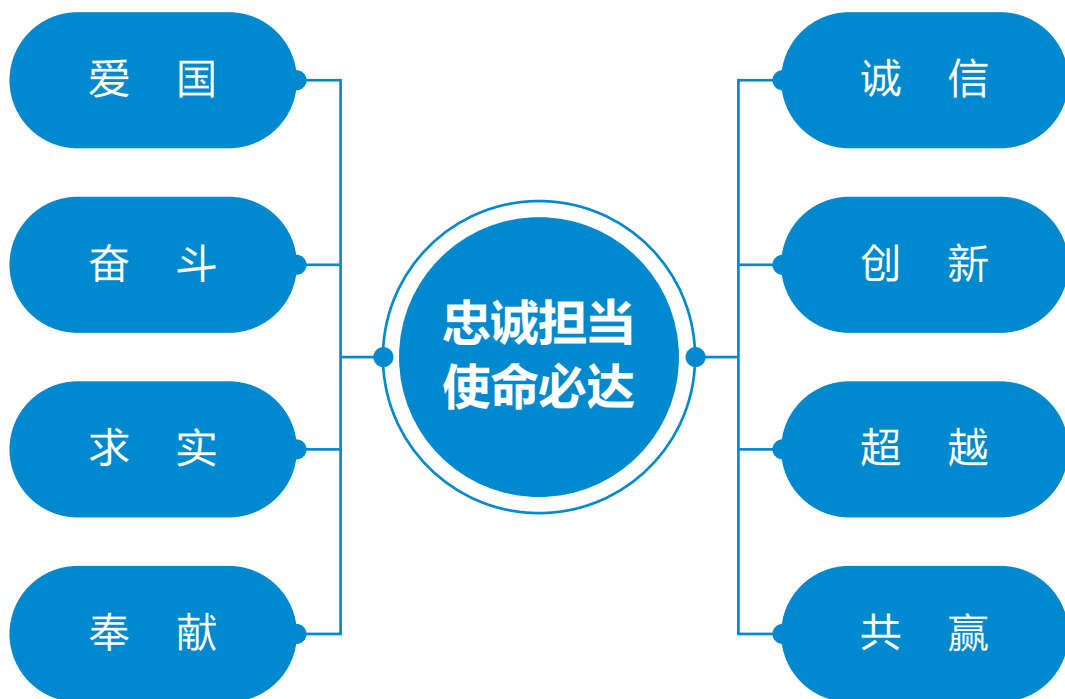 爱 国
奋 斗
求 实
奉 献
忠诚担当
使命必达
诚 信
创 新
超 越
共 赢